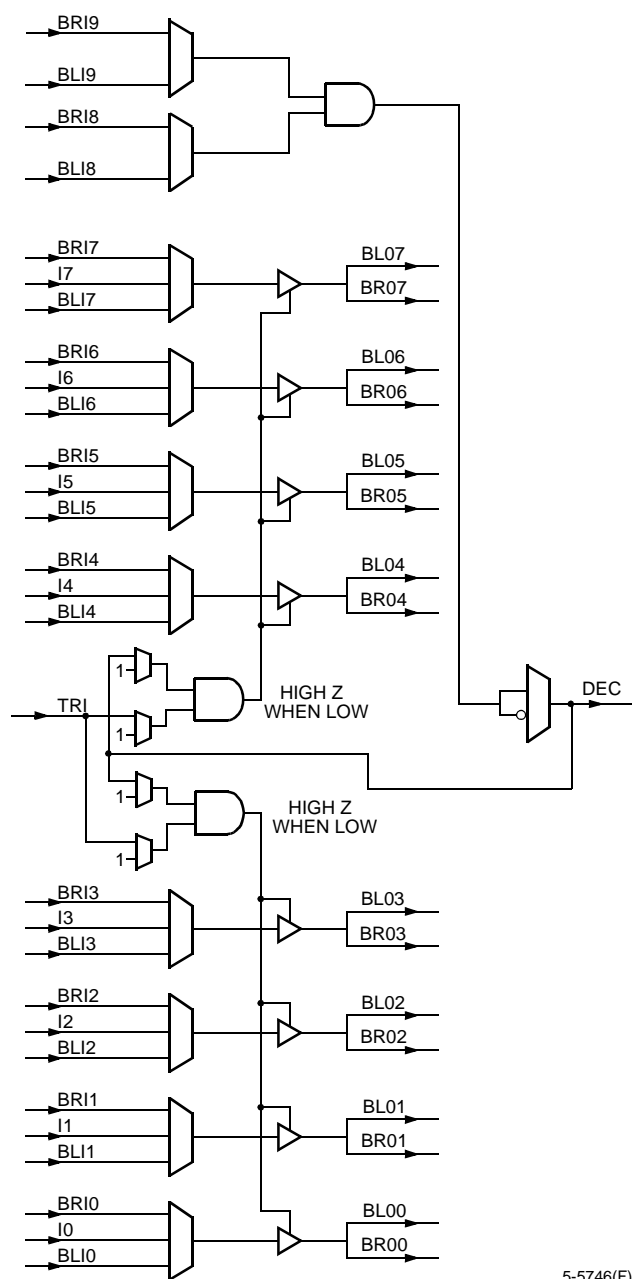 BRI9
BLI9
BRI8
BLI8
BRI7
I7
BLI7
BL07
BR07
BRI6
I6
BLI6
BL06
BR06
BRI5
I5
BLI5
BL05
BR05
BRI4
I4
BLI4
BL04
BR04
1
TRI
1
HIGH Z
WHEN LOW
DEC
1
1
HIGH Z
WHEN LOW
BRI3
I3
BLI3
BL03
BR03
BRI2
I2
BLI2
BL02
BR02
BRI1
I1
BLI1
BL01
BR01
BRI0
I0
BLI0
BL00
BR00
5-5746(F)